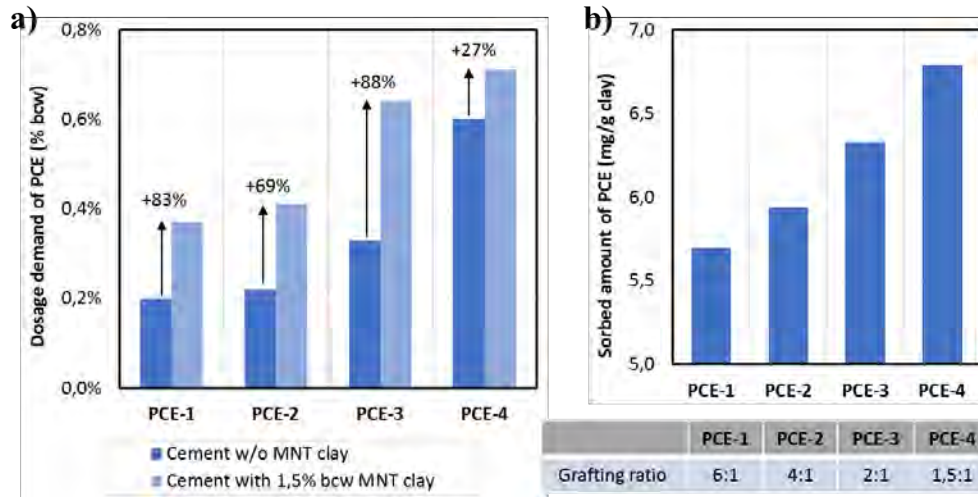 a)
Dosage demand of PCE (% bcw)
0,8%
0,6%
0,4%
0,2%
0,0%
+83%
+69%
+88%
+27%
PCE-1 PCE-2 PCE-3 PCE-4
Cement w/o MNT clay
Cement with 1,5% bcw MNT clay
b)
Sorbed amount of PCE (mg/g clay)
7,0
6,5
6,0
5,5
5,0
PCE-1 PCE-2 PCE-3 PCE-4
PCE-1 PCE-2 PCE-3 PCE-4
Grafting ratio 6:1 4:1 2:1 1,5:1